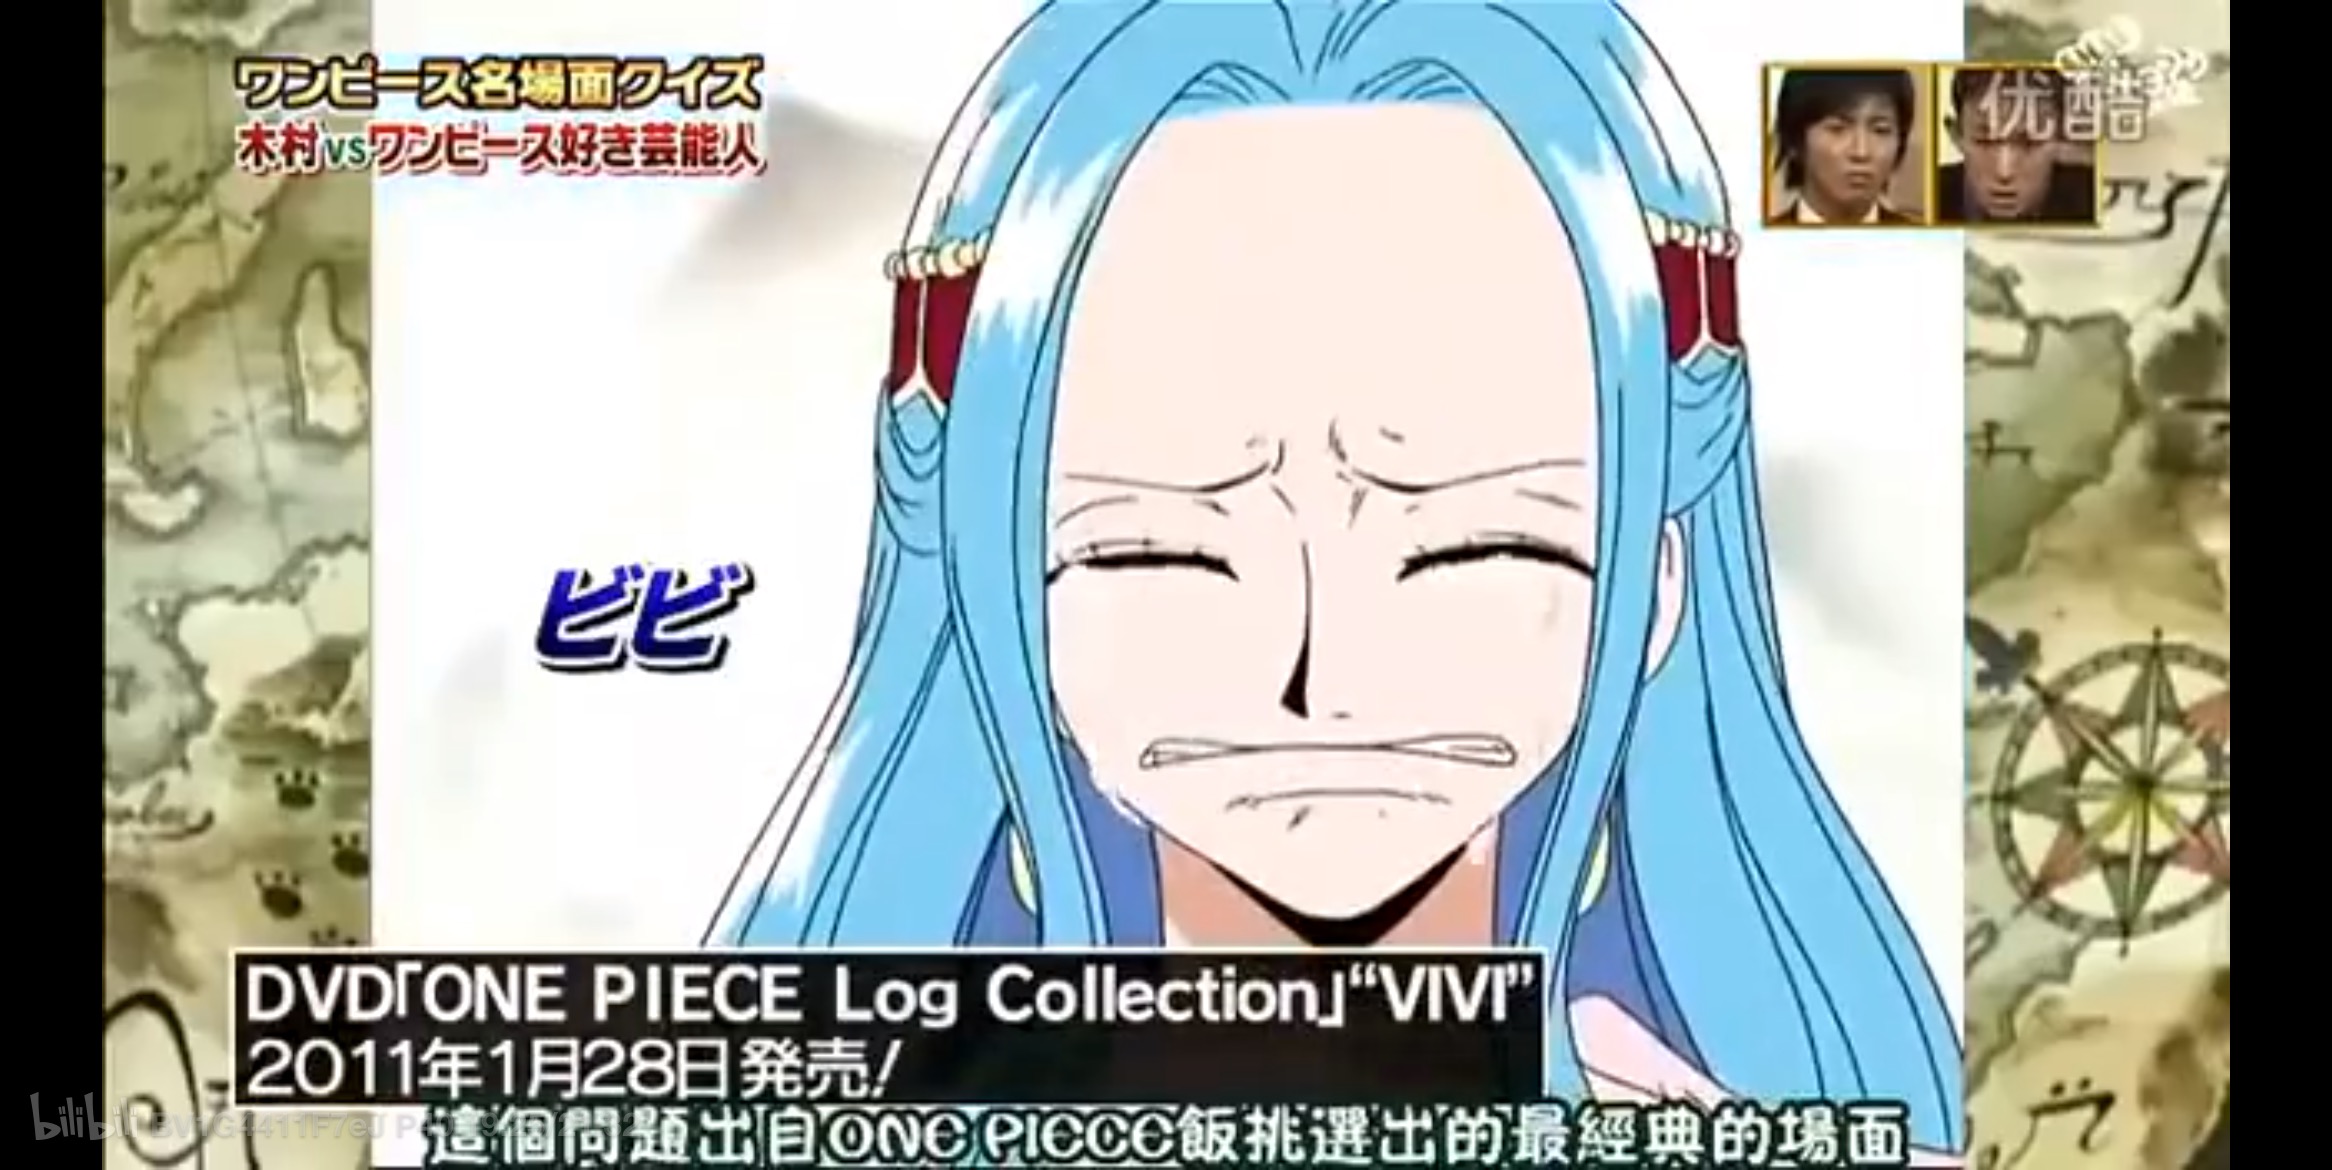 ワンピース名場面クイズ
木村vsワンピース好き芸能人
优酷
ビビ
DVD「ONE PIECE Log Collection」“VIVI”
2011年1月28日発売!
bilibili
這個問題出自ONE PIECE飯挑選出的最經典的場面